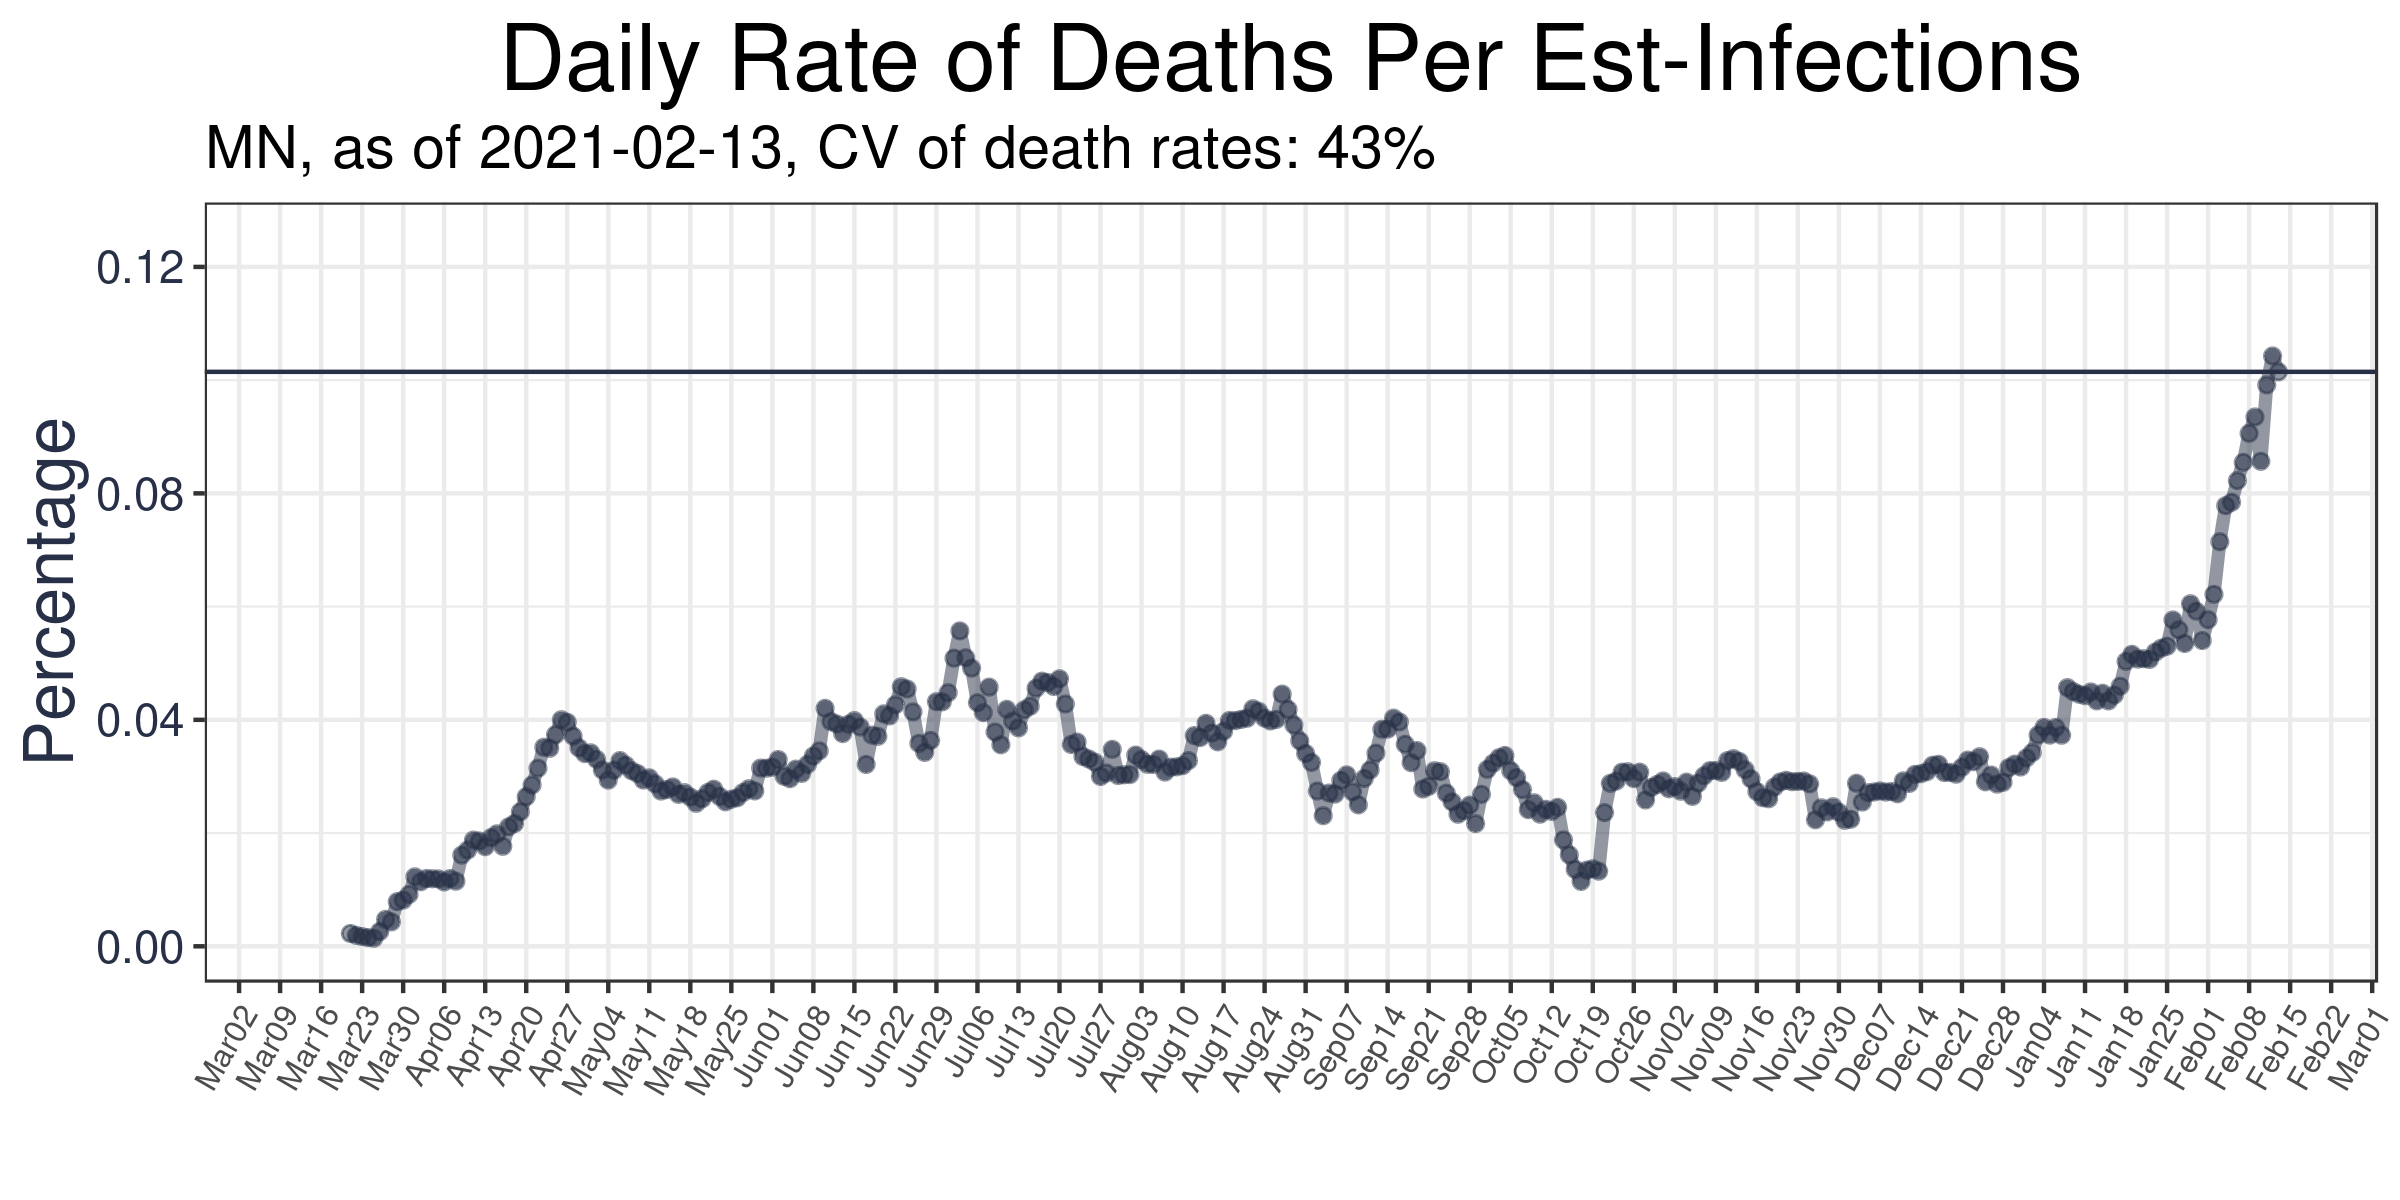 Daily Rate of Deaths Per Est-Infections
MN, as of 2021-02-13, CV of death rates: 43%
Percentage
0.12
0.08
0.04
0.00
Mar02
Mar09
Mar16
Mar23
Mar30
Apr06
Apr13
Apr20
Apr27
May04
May11
May18
May25
Jun01
Jun08
Jun15
Jun22
Jun29
Jul06
Jul13
Jul20
Jul27
Aug03
Aug10
Aug17
Aug24
Aug31
Sep07
Sep14
Sep21
Sep28
Oct05
Oct12
Oct19
Oct26
Nov02
Nov09
Nov16
Nov23
Nov30
Dec07
Dec14
Dec21
Dec28
Jan04
Jan11
Jan18
Jan25
Feb01
Feb08
Feb15
Feb22
Mar01